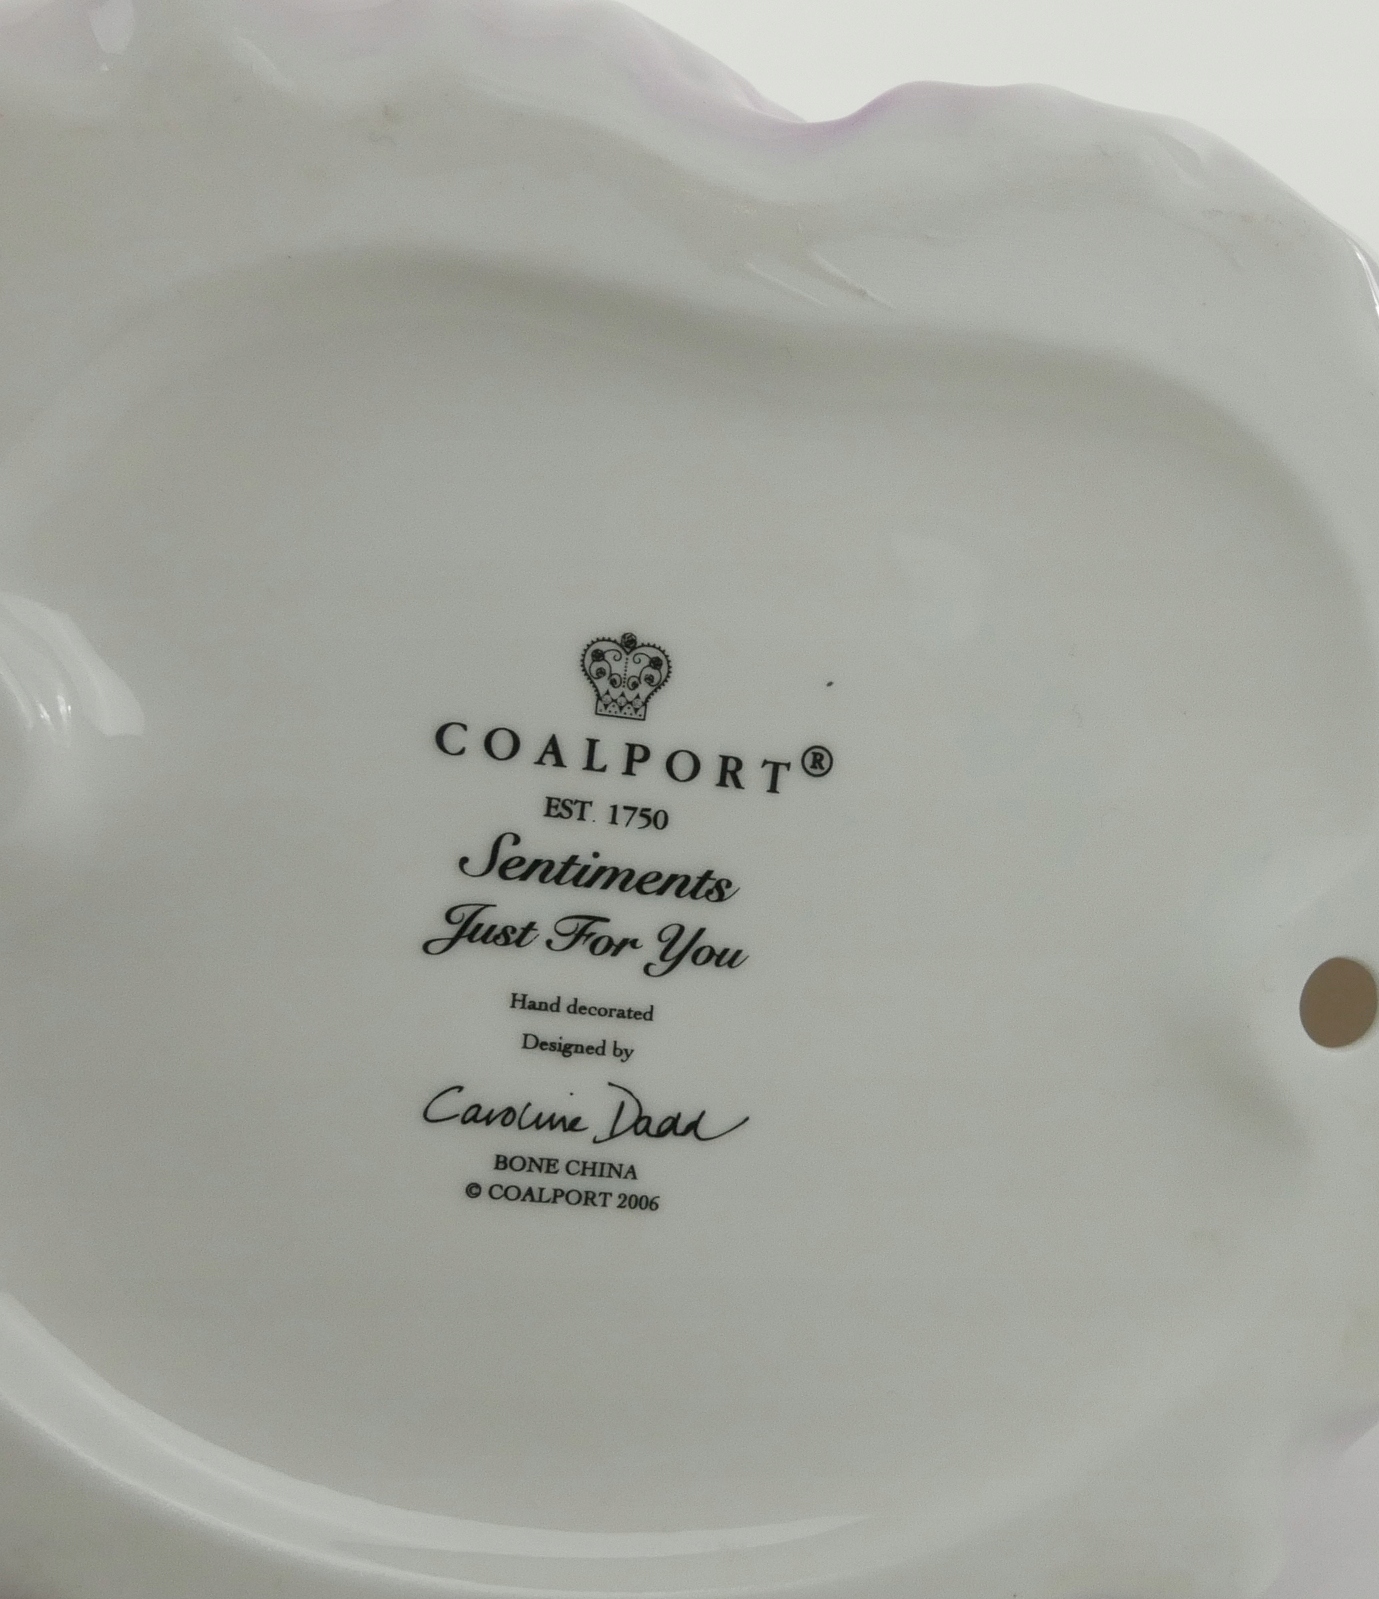 COALPORT®
EST. 1750
Sentiments
Just For You
Hand decorated
Designed by
Caroline Dadd
BONE CHINA
© COALPORT 2006